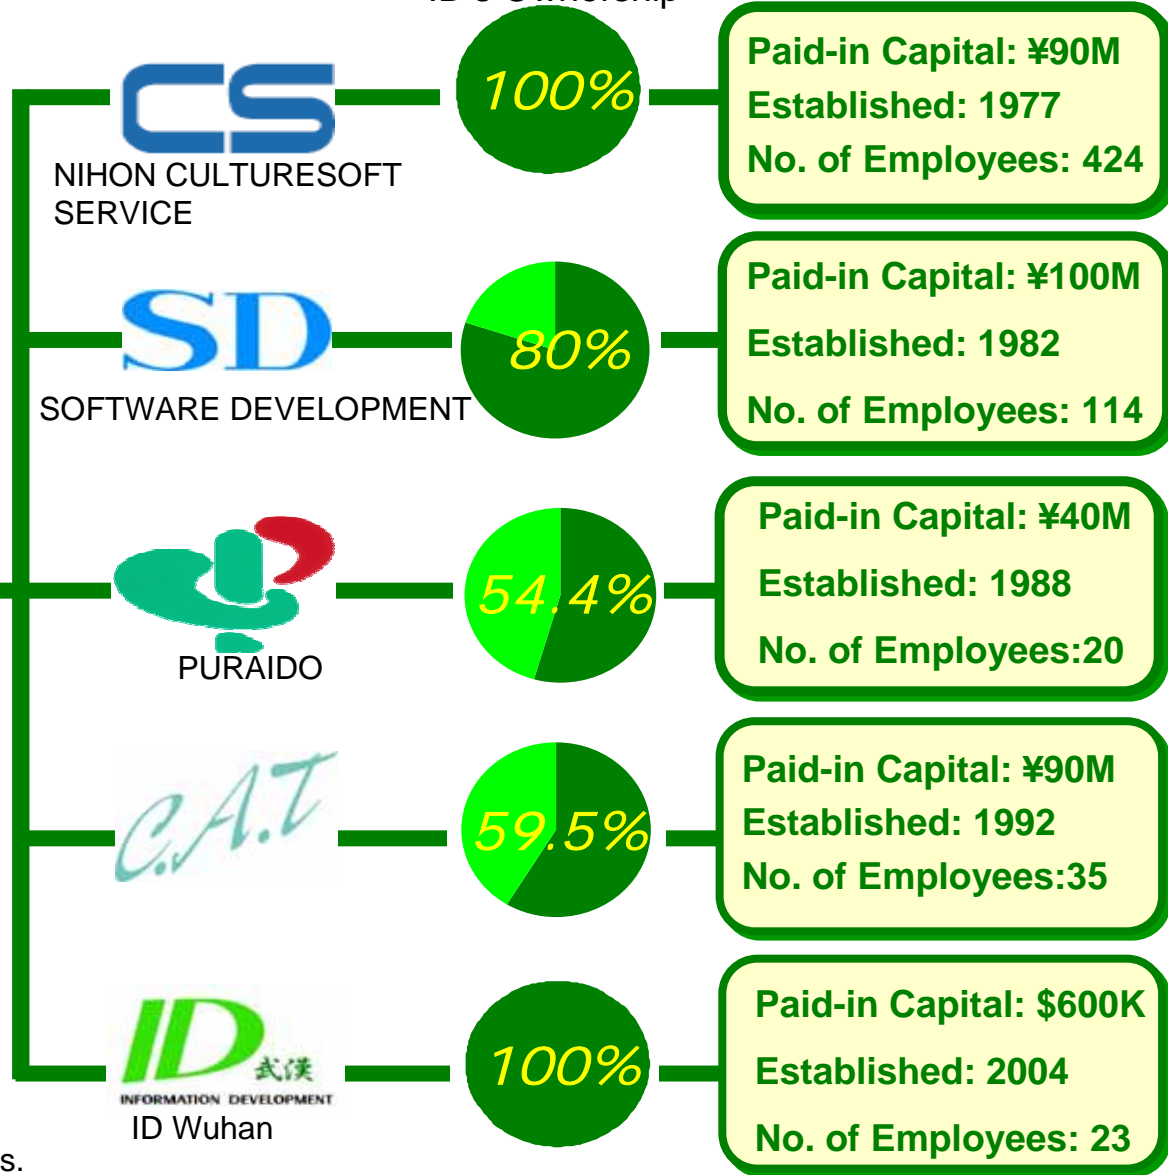 ID's Ownership
CS
100%
Paid-in Capital: ¥90M
Established: 1977
No. of Employees: 424
NIHON CULTURESOFT
SERVICE
SD
80%
Paid-in Capital: ¥100M
Established: 1982
No. of Employees: 114
SOFTWARE DEVELOPMENT
54.4%
Paid-in Capital: ¥40M
Established: 1988
No. of Employees:20
PURAIDO
C.A.T
59.5%
Paid-in Capital: ¥90M
Established: 1992
No. of Employees:35
ID
武漢
INFORMATION DEVELOPMENT
ID Wuhan
100%
Paid-in Capital: $600K
Established: 2004
No. of Employees: 23
s.